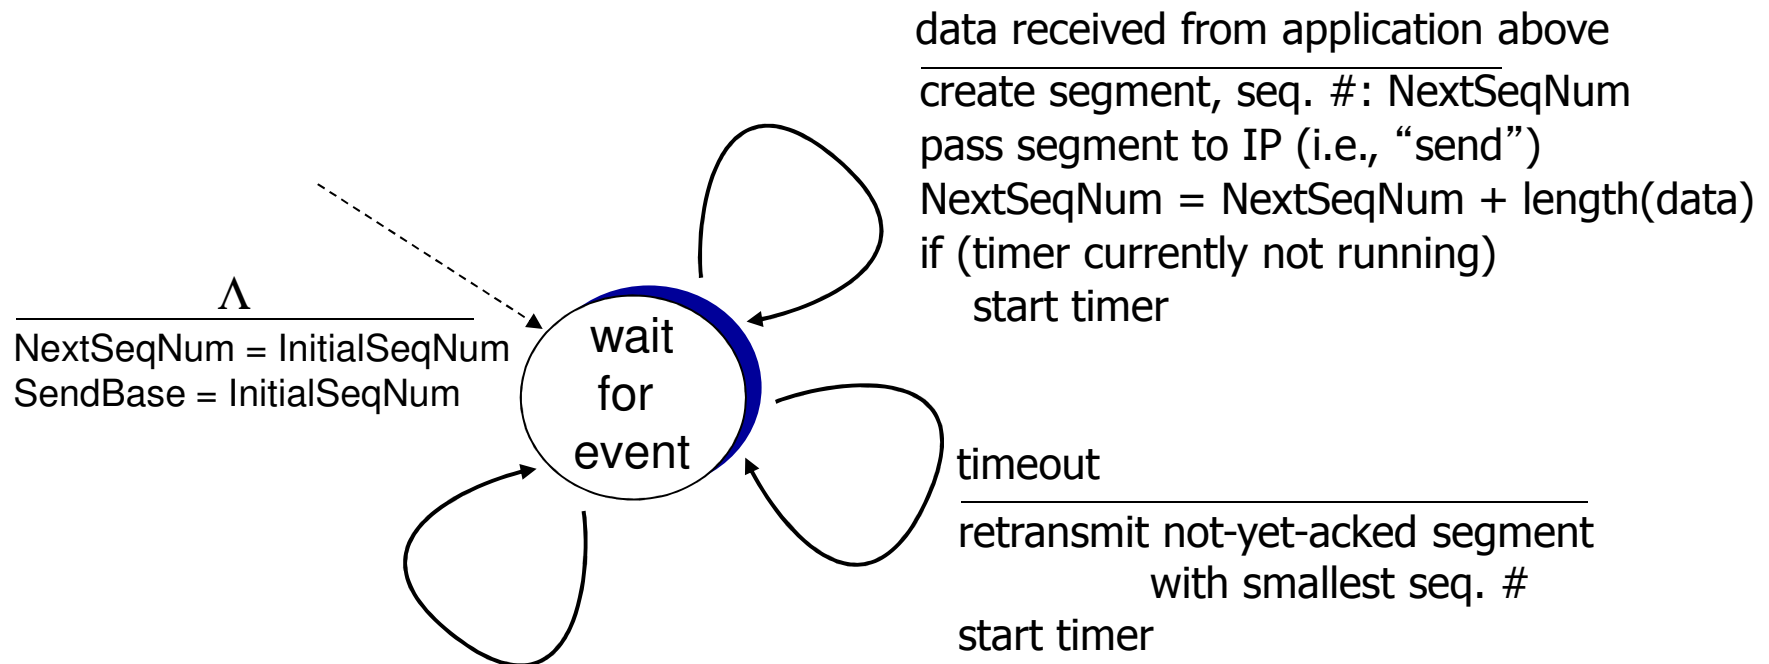 data received from application above
create segment, seq. #: NextSeqNum
pass segment to IP (i.e., “send”)
NextSeqNum = NextSeqNum + length(data)
if (timer currently not running)
start timer
Λ
NextSeqNum = InitialSeqNum
SendBase = InitialSeqNum
wait
for
event
timeout
retransmit not-yet-acked segment
with smallest seq. #
start timer